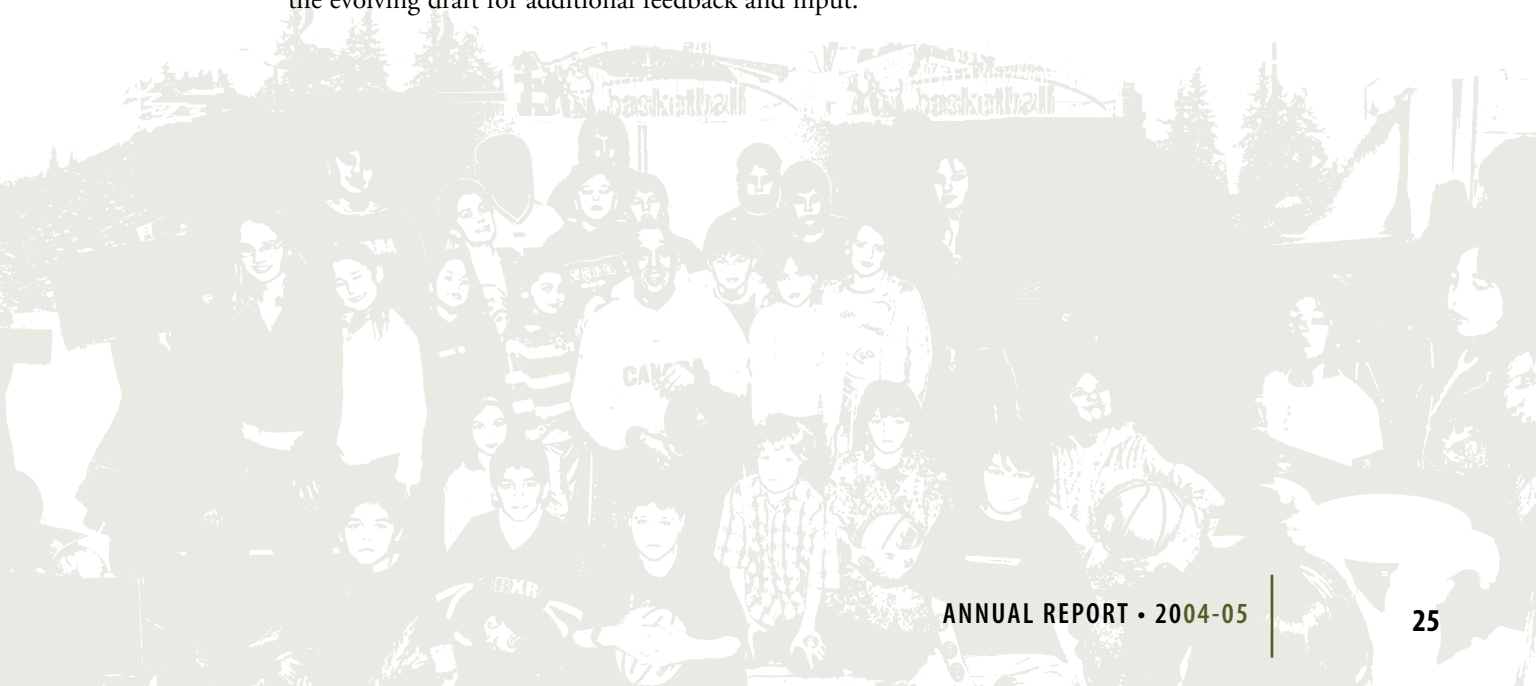 the evolving draft for additional feedback and input.
basketball
basketball
CANADA
ANNUAL REPORT • 2004-05
25